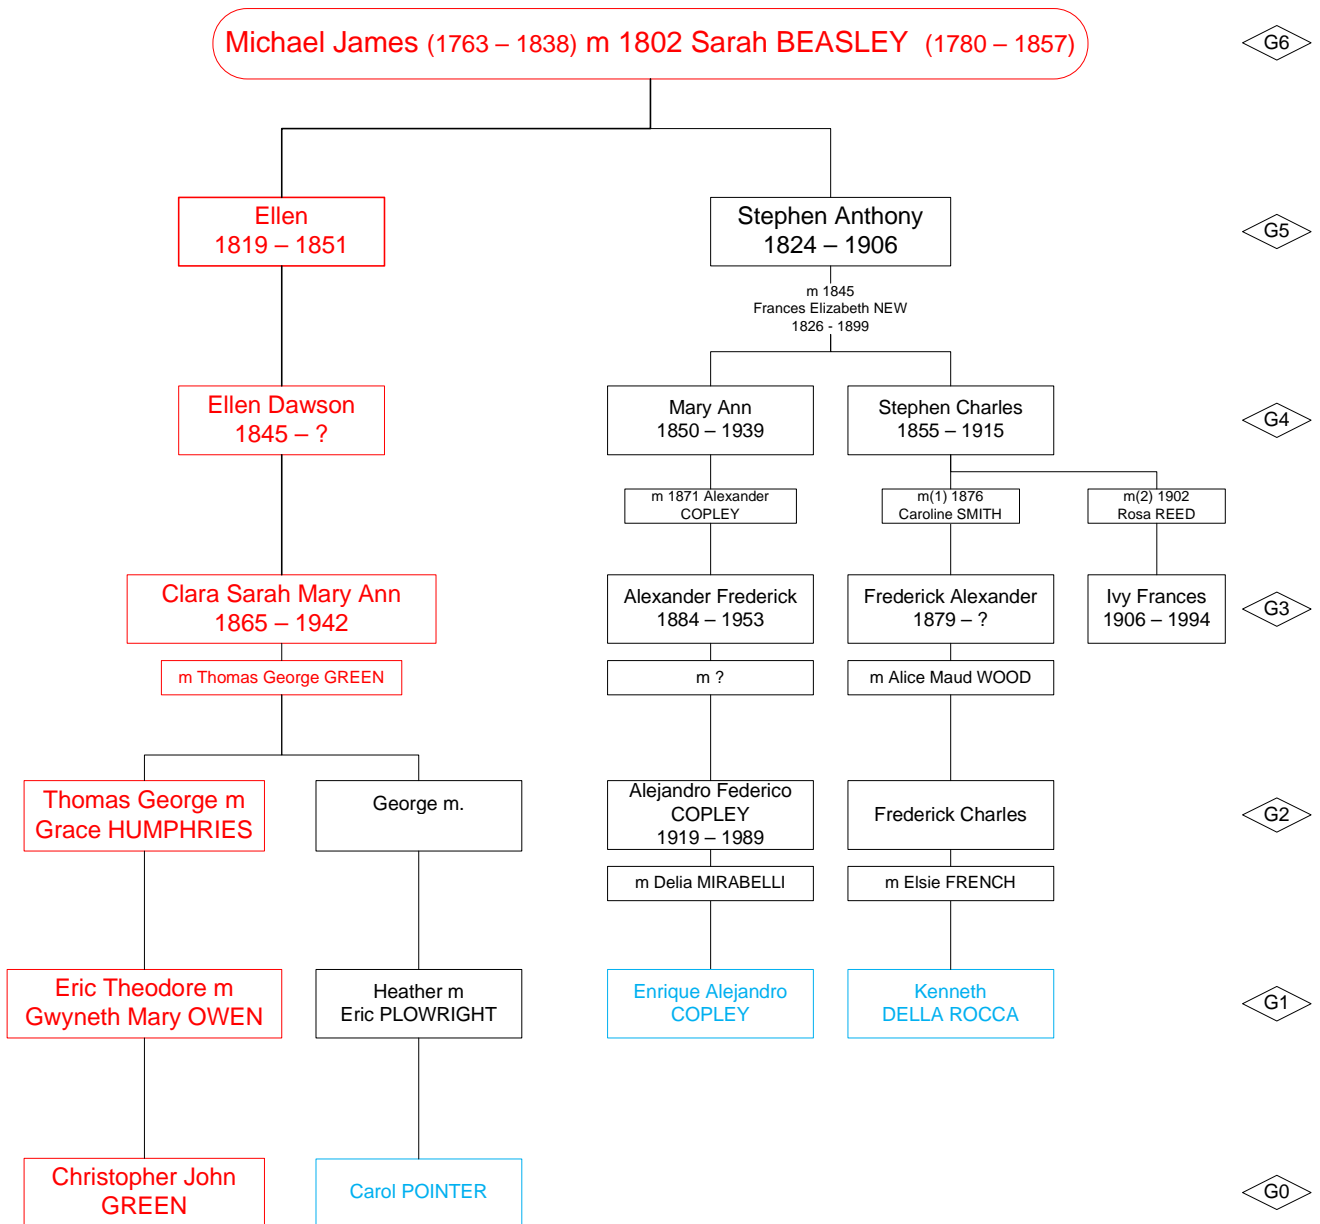 Michael James (1763 – 1838) m 1802 Sarah BEASLEY (1780 – 1857)
G6
Ellen
1819 – 1851
Stephen Anthony
1824 – 1906
G5
m 1845
Frances Elizabeth NEW
1826 - 1899
Ellen Dawson
1845 – ?
Mary Ann
1850 – 1939
Stephen Charles
1855 – 1915
G4
m 1871 Alexander
COPLEY
m(1) 1876
Caroline SMITH
m(2) 1902
Rosa REED
Clara Sarah Mary Ann
1865 – 1942
Alexander Frederick
1884 – 1953
Frederick Alexander
1879 – ?
Ivy Frances
1906 – 1994
G3
m Thomas George GREEN
m ?
m Alice Maud WOOD
Thomas George m
Grace HUMPHRIES
George m.
Alejandro Federico
COPLEY
1919 – 1989
Frederick Charles
G2
m Delia MIRABELLI
m Elsie FRENCH
Eric Theodore m
Gwyneth Mary OWEN
Heather m
Eric PLOWRIGHT
Enrique Alejandro
COPLEY
Kenneth
DELLA ROCCA
G1
Christopher John
GREEN
Carol POINTER
G0